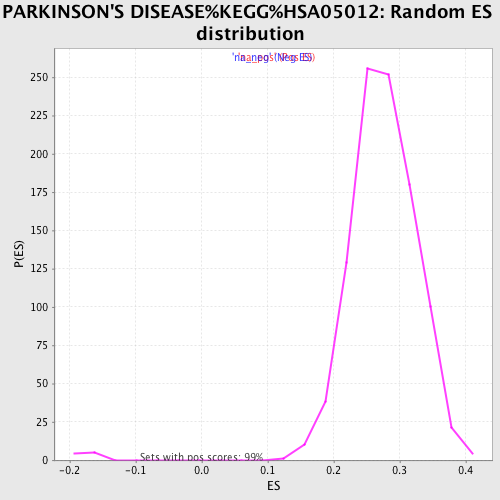 PARKINSON'S DISEASE%KEGG%HSA05012: Random ES
distribution
250
225
200
175
150
125
100
75
50
25
0
P(ES)
Sets with pos scores: 99%
-0.2 -0.1 0.0 0.1 0.2 0.3 0.4
ES